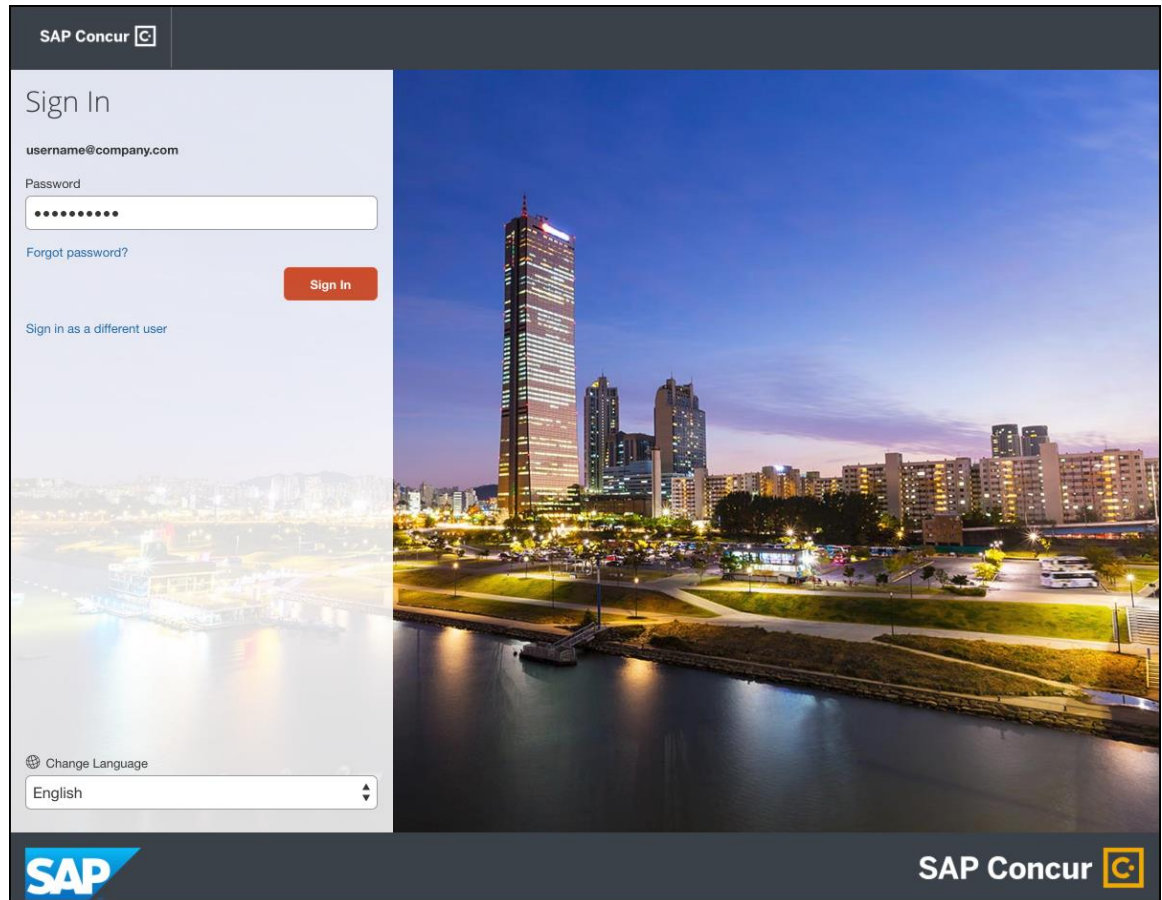 SAP Concur C
Sign In
username@company.com
Password
••••••••••
Forgot password?
Sign In
Sign in as a different user
Change Language
English
SAP
SAP Concur C